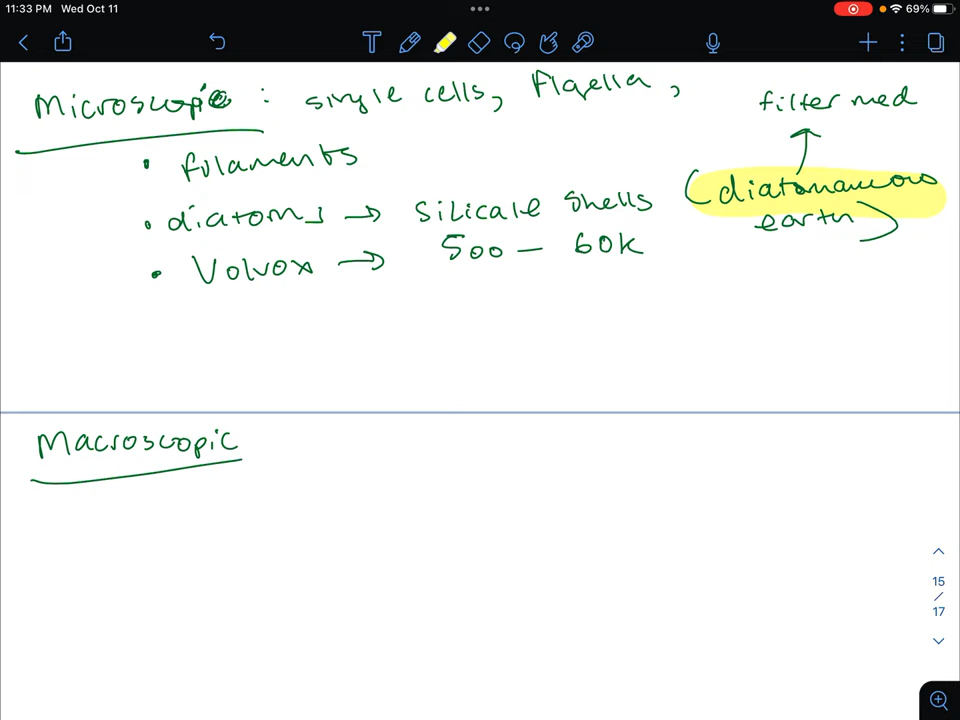 11:33 PM Wed Oct 11
69%
Microscopic : single cells, Flagella,
filter med
• filaments
• diatoms → Silicate Shells
(diatomaceous
earth)
• Volvox → 500 – 60K
Macroscopic
15
/
17